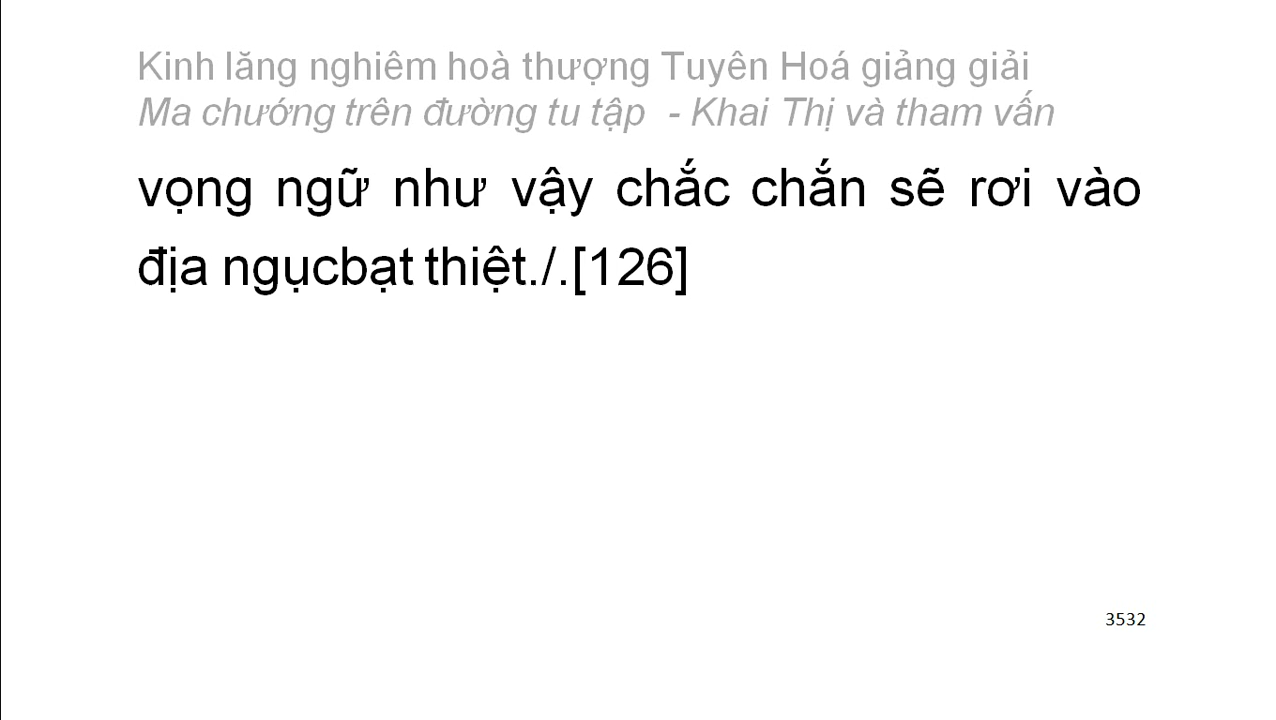 Kinh lăng nghiêm hoà thượng Tuyên Hoá giảng giải
Ma chướng trên đường tu tập - Khai Thị và tham vấn
vọng ngữ như vậy chắc chắn sẽ rơi vào
địa ngụcbạt thiệt./.[126]
3532